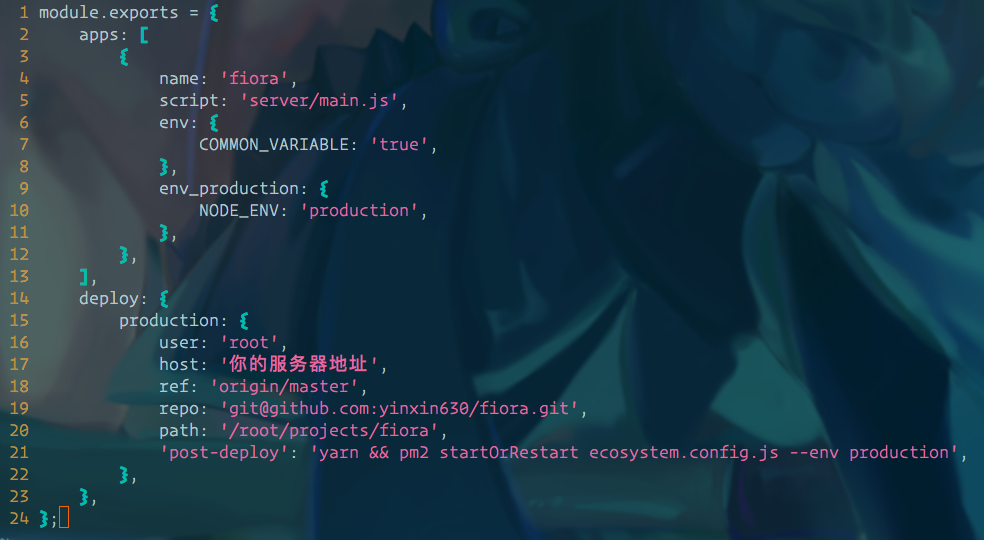 1 module.exports = {
2     apps: [
3         {
4             name: 'fiora',
5             script: 'server/main.js',
6             env: {
7                 COMMON_VARIABLE: 'true',
8             },
9             env_production: {
10                 NODE_ENV: 'production',
11             },
12         },
13     ],
14     deploy: {
15         production: {
16             user: 'root',
17             host: '你的服务器地址',
18             ref: 'origin/master',
19             repo: 'git@github.com:yinxin630/fiora.git',
20             path: '/root/projects/fiora',
21             'post-deploy': 'yarn && pm2 startOrRestart ecosystem.config.js --env production',
22         },
23     },
24 };